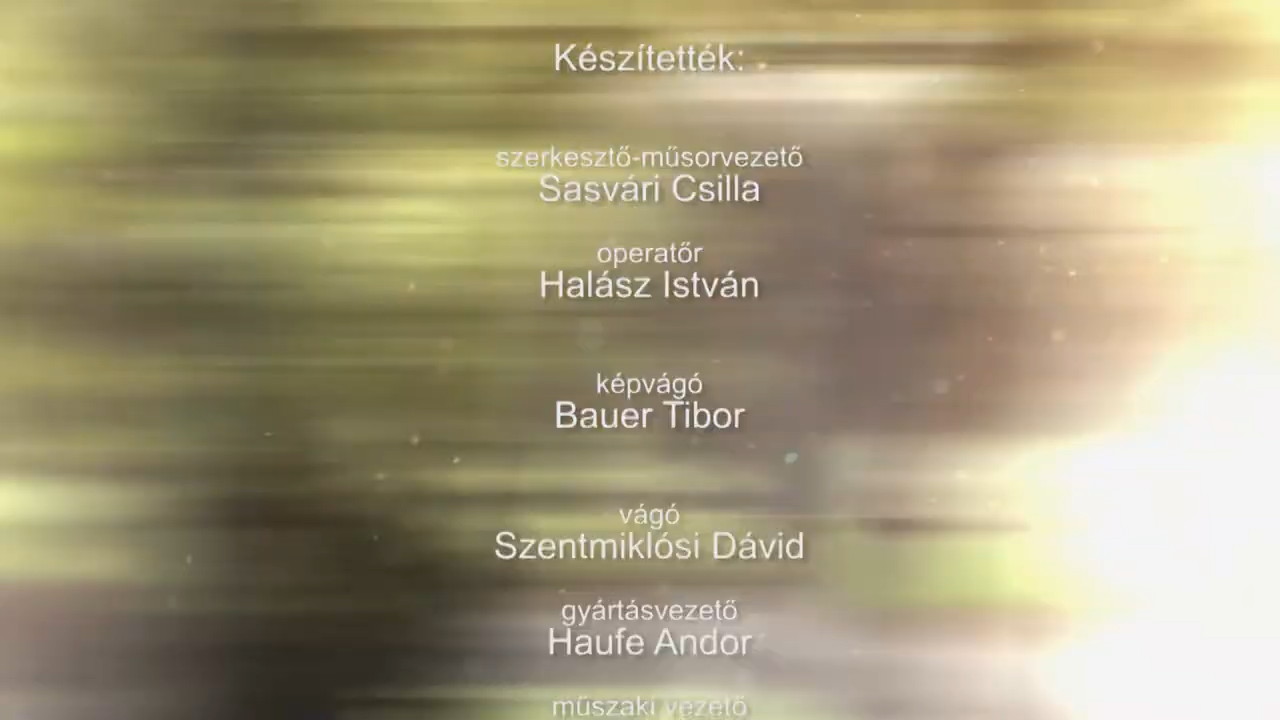 Készítették:
szerkesztő-műsorvezető
Sasvári Csilla
operatőr
Halász István
képvágó
Bauer Tibor
vágó
Szentmiklósi Dávid
gyártásvezető
Haufe Andor
műszaki vezető